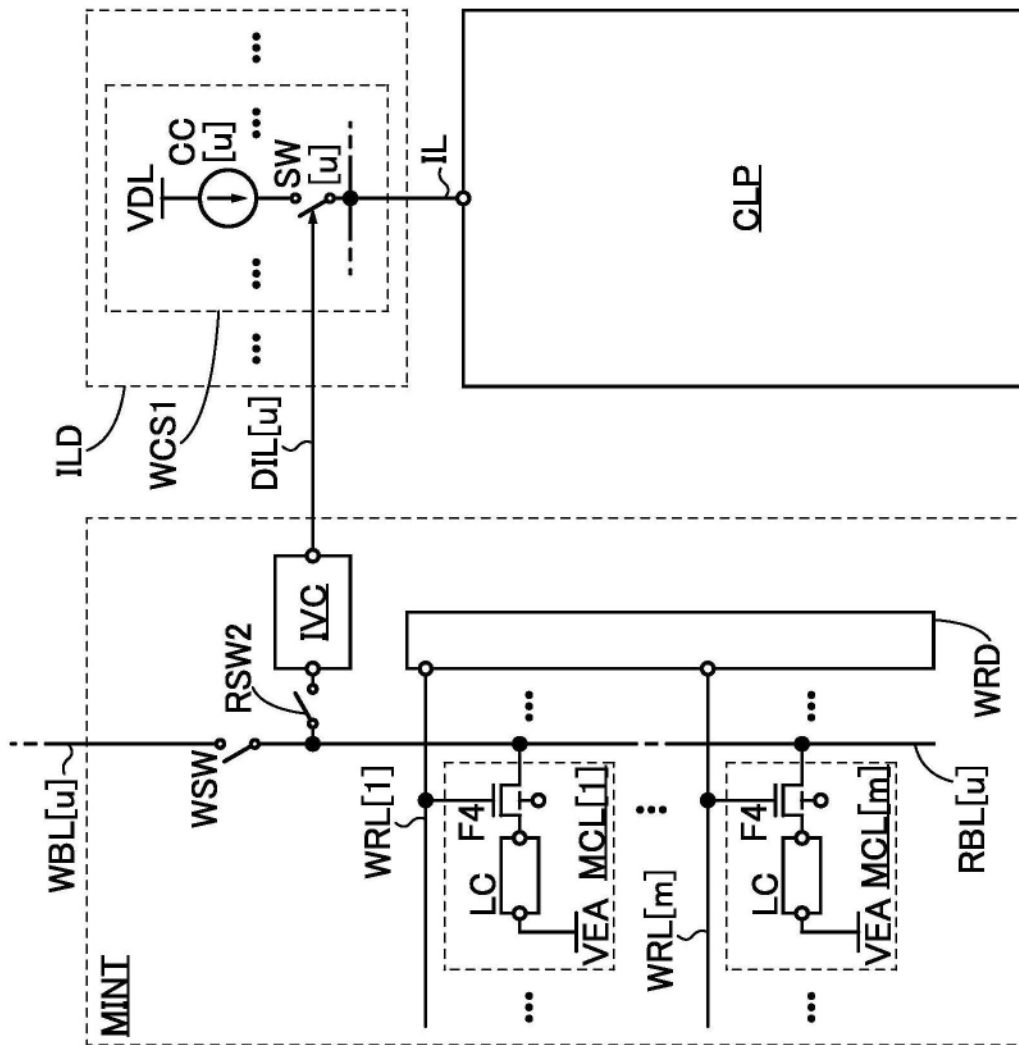 MINT
WBL[u]
WSW
RSW2
IVC
DIL[u]
ILD
WCS1
VDL
CC
[u]
SW
[u]
IL
CLP
WRL[1]
F4
LC
VEA
MCL[1]
WRL[m]
F4
LC
VEA
MCL[m]
RBL[u]
WRD